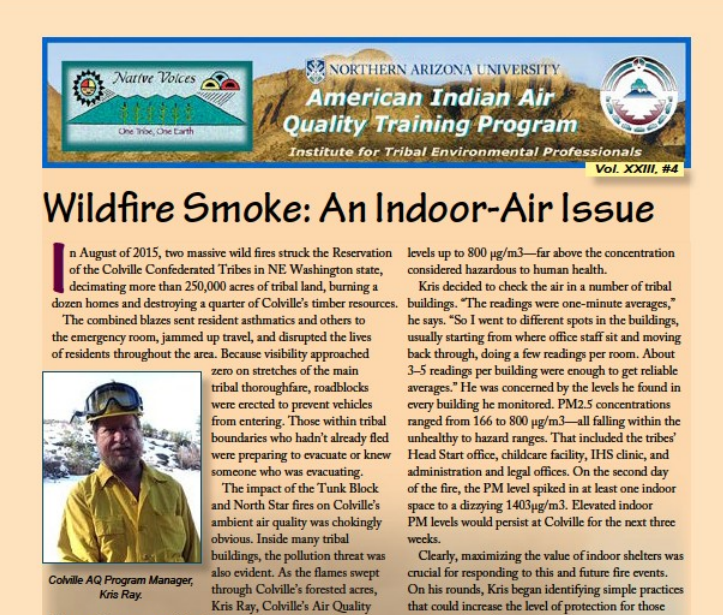 Native Voices
One Tribe, One Earth
NORTHERN ARIZONA UNIVERSITY
American Indian Air
Quality Training Program
Institute for Tribal Environmental Professionals
Vol. XXIII, #4
Wildfire Smoke: An Indoor-Air Issue
In August of 2015, two massive wild fires struck the Reservation
of the Colville Confederated Tribes in NE Washington state,
decimating more than 250,000 acres of tribal land, burning a
dozen homes and destroying a quarter of Colville's timber resources.
The combined blazes sent resident asthmatics and others to
the emergency room, jammed up travel, and disrupted the lives
of residents throughout the area. Because visibility approached
zero on stretches of the main
tribal thoroughfare, roadblocks
were erected to prevent vehicles
from entering. Those within tribal
boundaries who hadn't already fled
were preparing to evacuate or knew
someone who was evacuating.
The impact of the Tunk Block
and North Star fires on Colville's
ambient air quality was chokingly
obvious. Inside many tribal
buildings, the pollution threat was
also evident. As the flames swept
through Colville's forested acres,
Kris Ray, Colville's Air Quality
Colville AQ Program Manager,
Kris Ray.
levels up to 800 µg/m3—far above the concentration
considered hazardous to human health.
Kris decided to check the air in a number of tribal
buildings. "The readings were one-minute averages,"
he says. "So I went to different spots in the buildings,
usually starting from where office staff sit and moving
back through, doing a few readings per room. About
3–5 readings per building were enough to get reliable
averages." He was concerned by the levels he found in
every building he monitored. PM2.5 concentrations
ranged from 166 to 800 µg/m3—all falling within the
unhealthy to hazard ranges. That included the tribes'
Head Start office, childcare facility, IHS clinic, and
administration and legal offices. On the second day
of the fire, the PM level spiked in at least one indoor
space to a dizzying 1403µg/m3. Elevated indoor
PM levels would persist at Colville for the next three
weeks.
Clearly, maximizing the value of indoor shelters was
crucial for responding to this and future fire events.
On his rounds, Kris began identifying simple practices
that could increase the level of protection for those